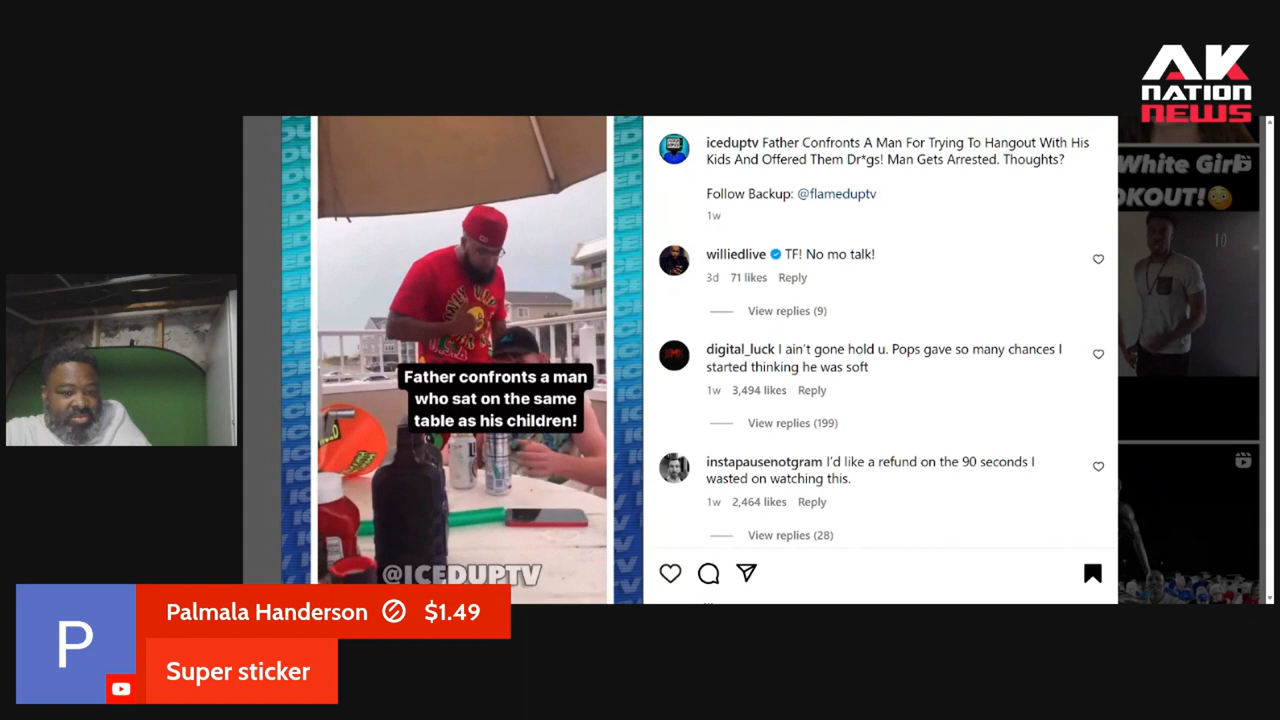 AK
NATION
NEWS
iceduptv Father Confronts A Man For Trying To Hangout With His
Kids And Offered Them Dr*gs! Man Gets Arrested. Thoughts?
Follow Backup: @flameduptv
1w
williedlive TF! No mo talk!
3d 71 likes Reply
View replies (9)
digital_luck I ain't gone hold u. Pops gave so many chances I
started thinking he was soft
1w 3,494 likes Reply
View replies (199)
instapausenotgram I'd like a refund on the 90 seconds I
wasted on watching this.
1w 2,464 likes Reply
View replies (28)
Father confronts a man
who sat on the same
table as his children!
@ICEDUPTV
White Girl
OKOUT!
P
Palmala Handerson $1.49
Super sticker